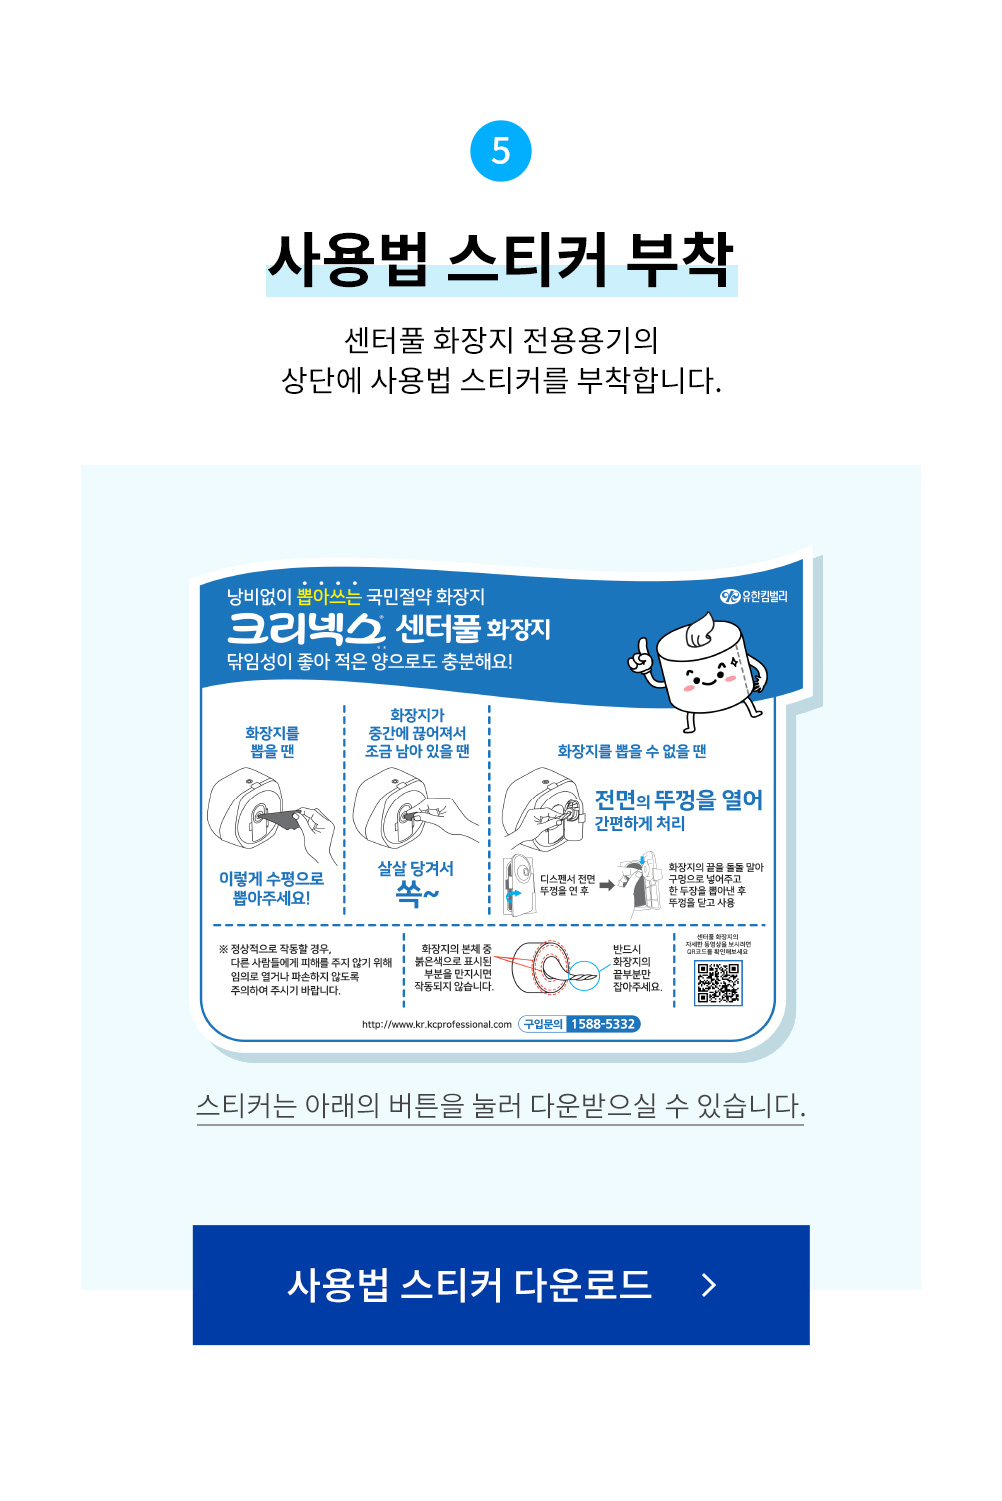 5
사용법 스티커 부착
센터풀 화장지 전용용기의
상단에 사용법 스티커를 부착합니다.
낭비없이 뽑아쓰는 국민절약 화장지
유한킴벌리
크리넥스® 센터풀 화장지
닦임성이 좋아 적은 양으로도 충분해요!
화장지를
뽑을 땐
이렇게 수평으로
뽑아주세요!
화장지가
중간에 끊어져서
조금 남아 있을 땐
살살 당겨서
쏙~
화장지를 뽑을 수 없을 땐
전면의 뚜껑을 열어
간편하게 처리
디스펜서 전면
뚜껑을 연 후
화장지의 끝을 돌돌 말아
구멍으로 넣어주고
한 두장을 뽑아낸 후
뚜껑을 닫고 사용
※ 정상적으로 작동할 경우,
다른 사람들에게 피해를 주지 않기 위해
임의로 열거나 파손하지 않도록
주의하여 주시기 바랍니다.
화장지의 본체 중
붉은색으로 표시된
부분을 만지시면
작동되지 않습니다.
반드시
화장지의
끝부분만
잡아주세요.
센터풀 화장지의
자세한 동영상을 보시려면
QR코드를 확인해보세요
http://www.kr.kcprofessional.com 구입문의 1588-5332
스티커는 아래의 버튼을 눌러 다운받으실 수 있습니다.
사용법 스티커 다운로드 >